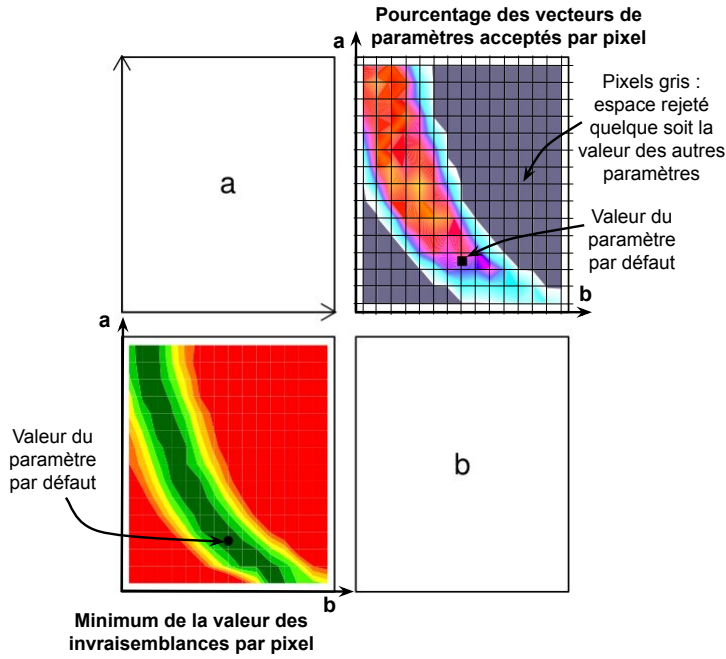 Pourcentage des vecteurs de
paramètres acceptés par pixel
a
a
Pixels gris :
espace rejeté
quelque soit la
valeur des autres
paramètres
Valeur du
paramètre
par défaut
b
a
Valeur du
paramètre
par défaut
b
b
Minimum de la valeur des
invraisemblances par pixel